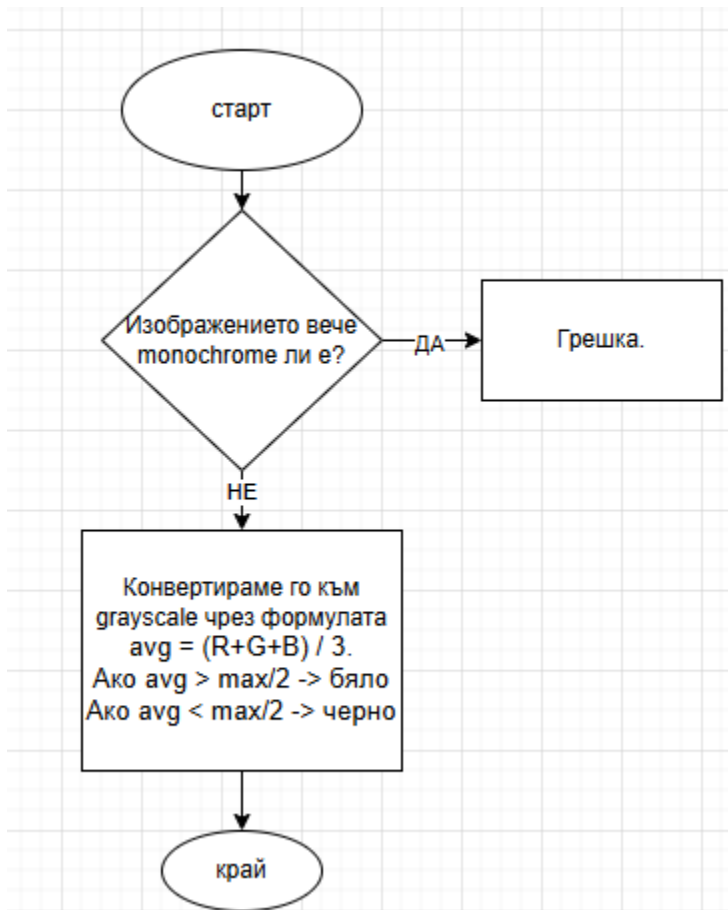 старт
Изображението вече
monochrome ли е?
ДА
Грешка.
НЕ
Конвертираме го към
grayscale чрез формулата
avg = (R+G+B) / 3.
Ако avg > max/2 -> бяло
Ако avg < max/2 -> черно
край